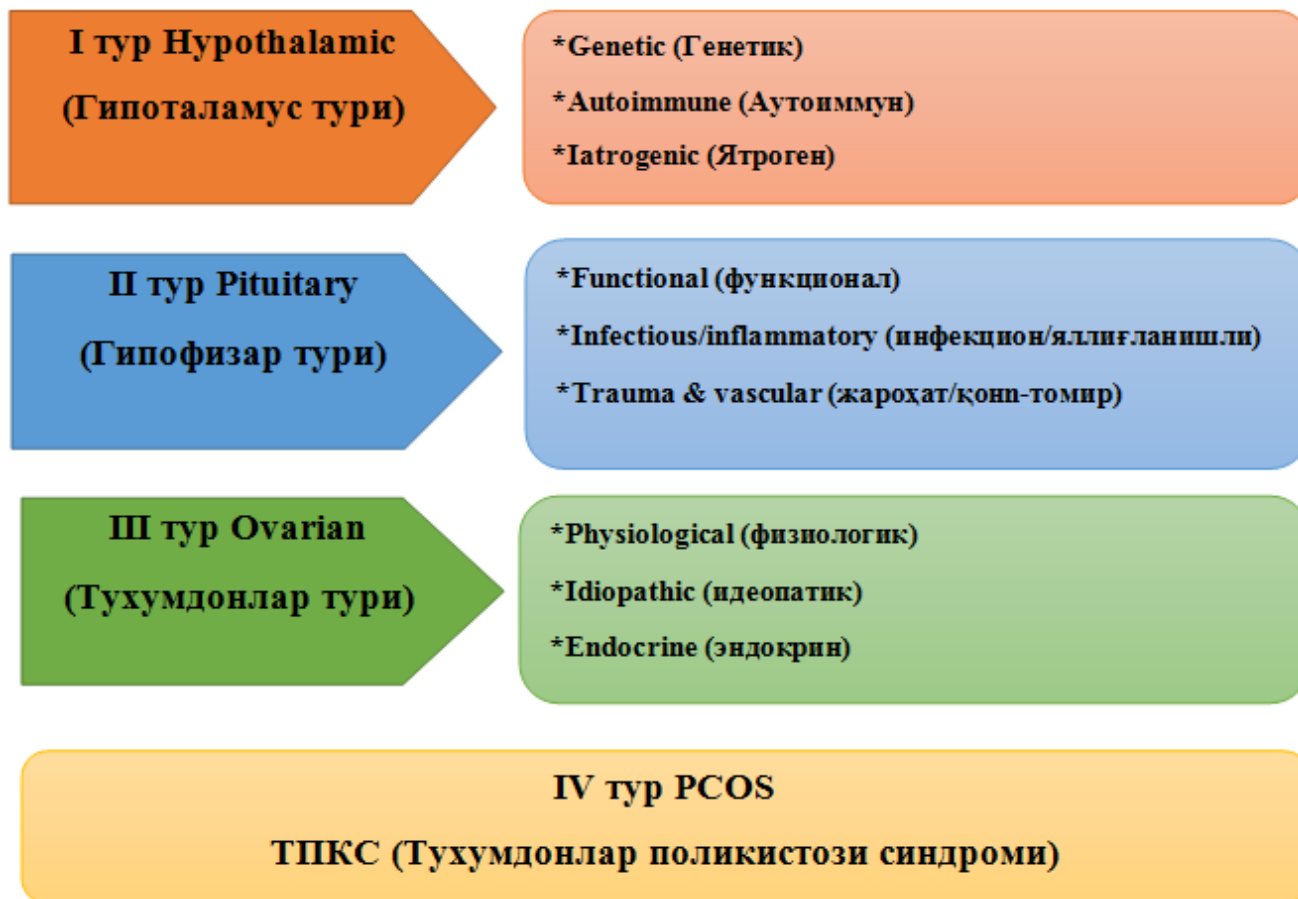 I тур Hypothalamic
(Гипоталамус тури)
*Genetic (Генетик)
*Autoimmune (Аутоиммун)
*Iatrogenic (Ятроген)
II тур Pituitary
(Гипофизар тури)
*Functional (функционал)
*Infectious/inflammatory (инфекцион/яллиғланишли)
*Trauma & vascular (жароҳат/қонn-томир)
III тур Ovarian
(Тухумдонлар тури)
*Physiological (физиологик)
*Idiopathic (идеопатик)
*Endocrine (эндокрин)
IV тур PCOS
ТПКС (Тухумдонлар поликистози синдроми)